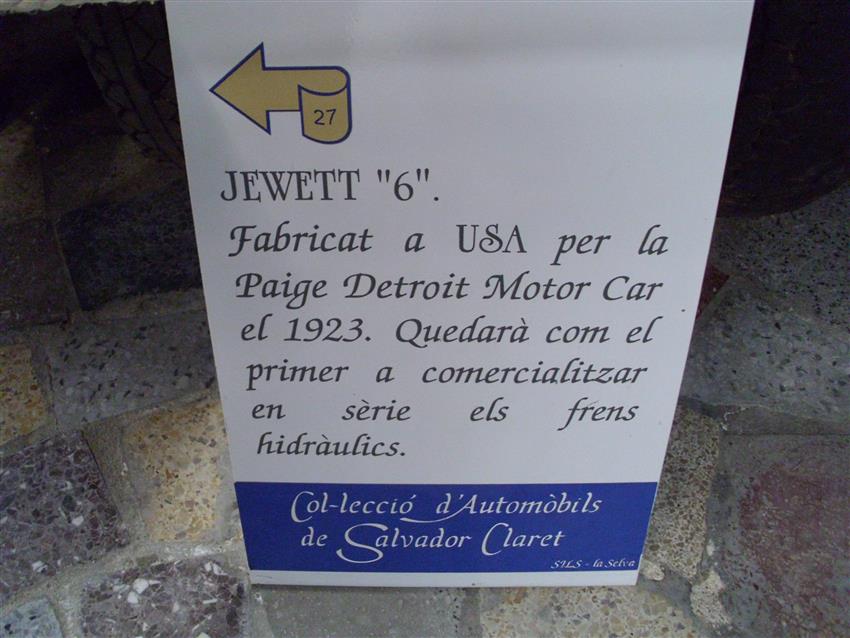 27
JEWETT "6".
Fabricat a USA per la
Paige Detroit Motor Car
el 1923. Quedarà com el
primer a comercialitzar
en sèrie els frens
hidràulics.
Col-lecció d'Automòbils
de Salvador Claret
SILS - la Selva